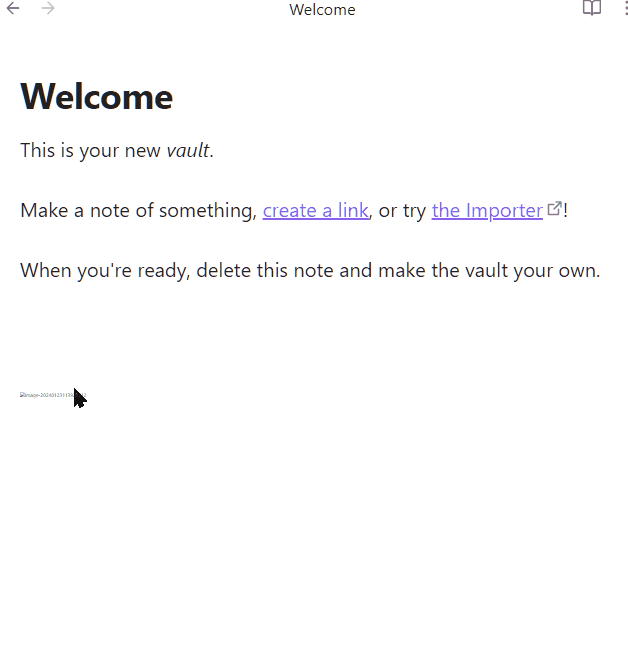 Welcome
Welcome
This is your new vault.
Make a note of something, create a link, or try the Importer!
When you're ready, delete this note and make the vault your own.